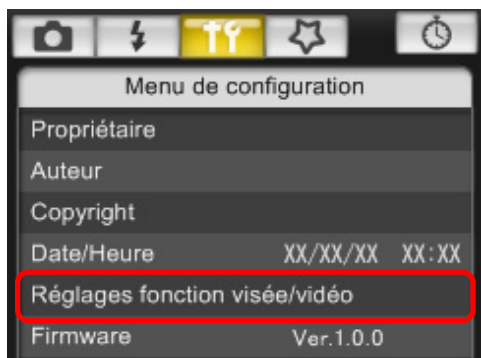 Menu de configuration
Propriétaire
Auteur
Copyright
Date/Heure XX/XX/XX XX:XX
Réglages fonction visée/vidéo
Firmware Ver.1.0.0